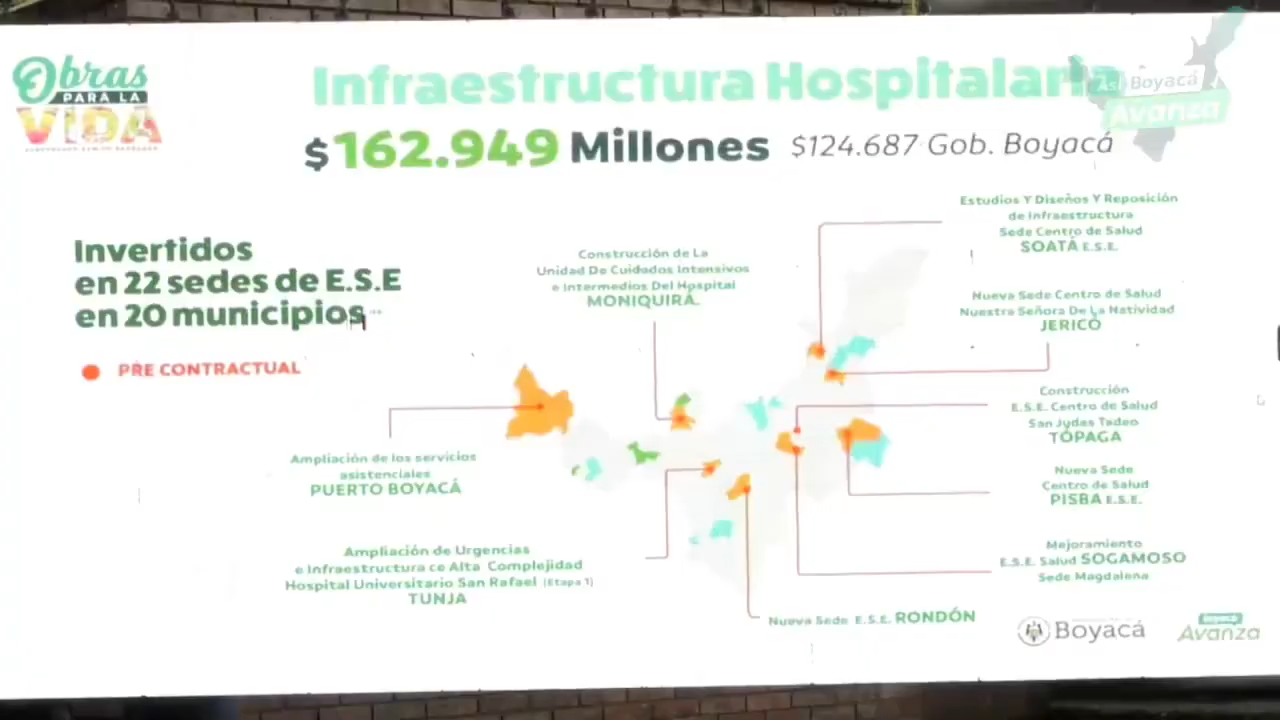 Obras
PARA LA
VIDA
Infraestructura Hospitalaria
Así Boyacá
Avanza
$162.949 Millones $124.687 Gob. Boyacá
Invertidos
en 22 sedes de E.S.E
en 20 municipios
PRE CONTRACTUAL
Construcción de La
Unidad De Cuidados Intensivos
e Intermedios Del Hospital
MONIQUIRÁ.
Estudios Y Diseños Y Reposición
de Infraestructura
Sede Centro de Salud
SOATÁ E.S.E.
Nueva Sede Centro de Salud
Nuestra Señora De La Natividad
JERICÓ
Construcción
E.S.E. Centro de Salud
San Judas Tadeo
TÓPAGA
Nueva Sede
Centro de Salud
PISBA E.S.E.
Mejoramiento
E.S.E. Salud SOGAMOSO
Sede Magdalena
Ampliación de los servicios
asistenciales
PUERTO BOYACÁ
Ampliación de Urgencias
e Infraestructura de Alta Complejidad
Hospital Universitario San Rafael (Etapa 1)
TUNJA
Nueva Sede E.S.E. RONDÓN
Boyacá
Boyacá
Avanza